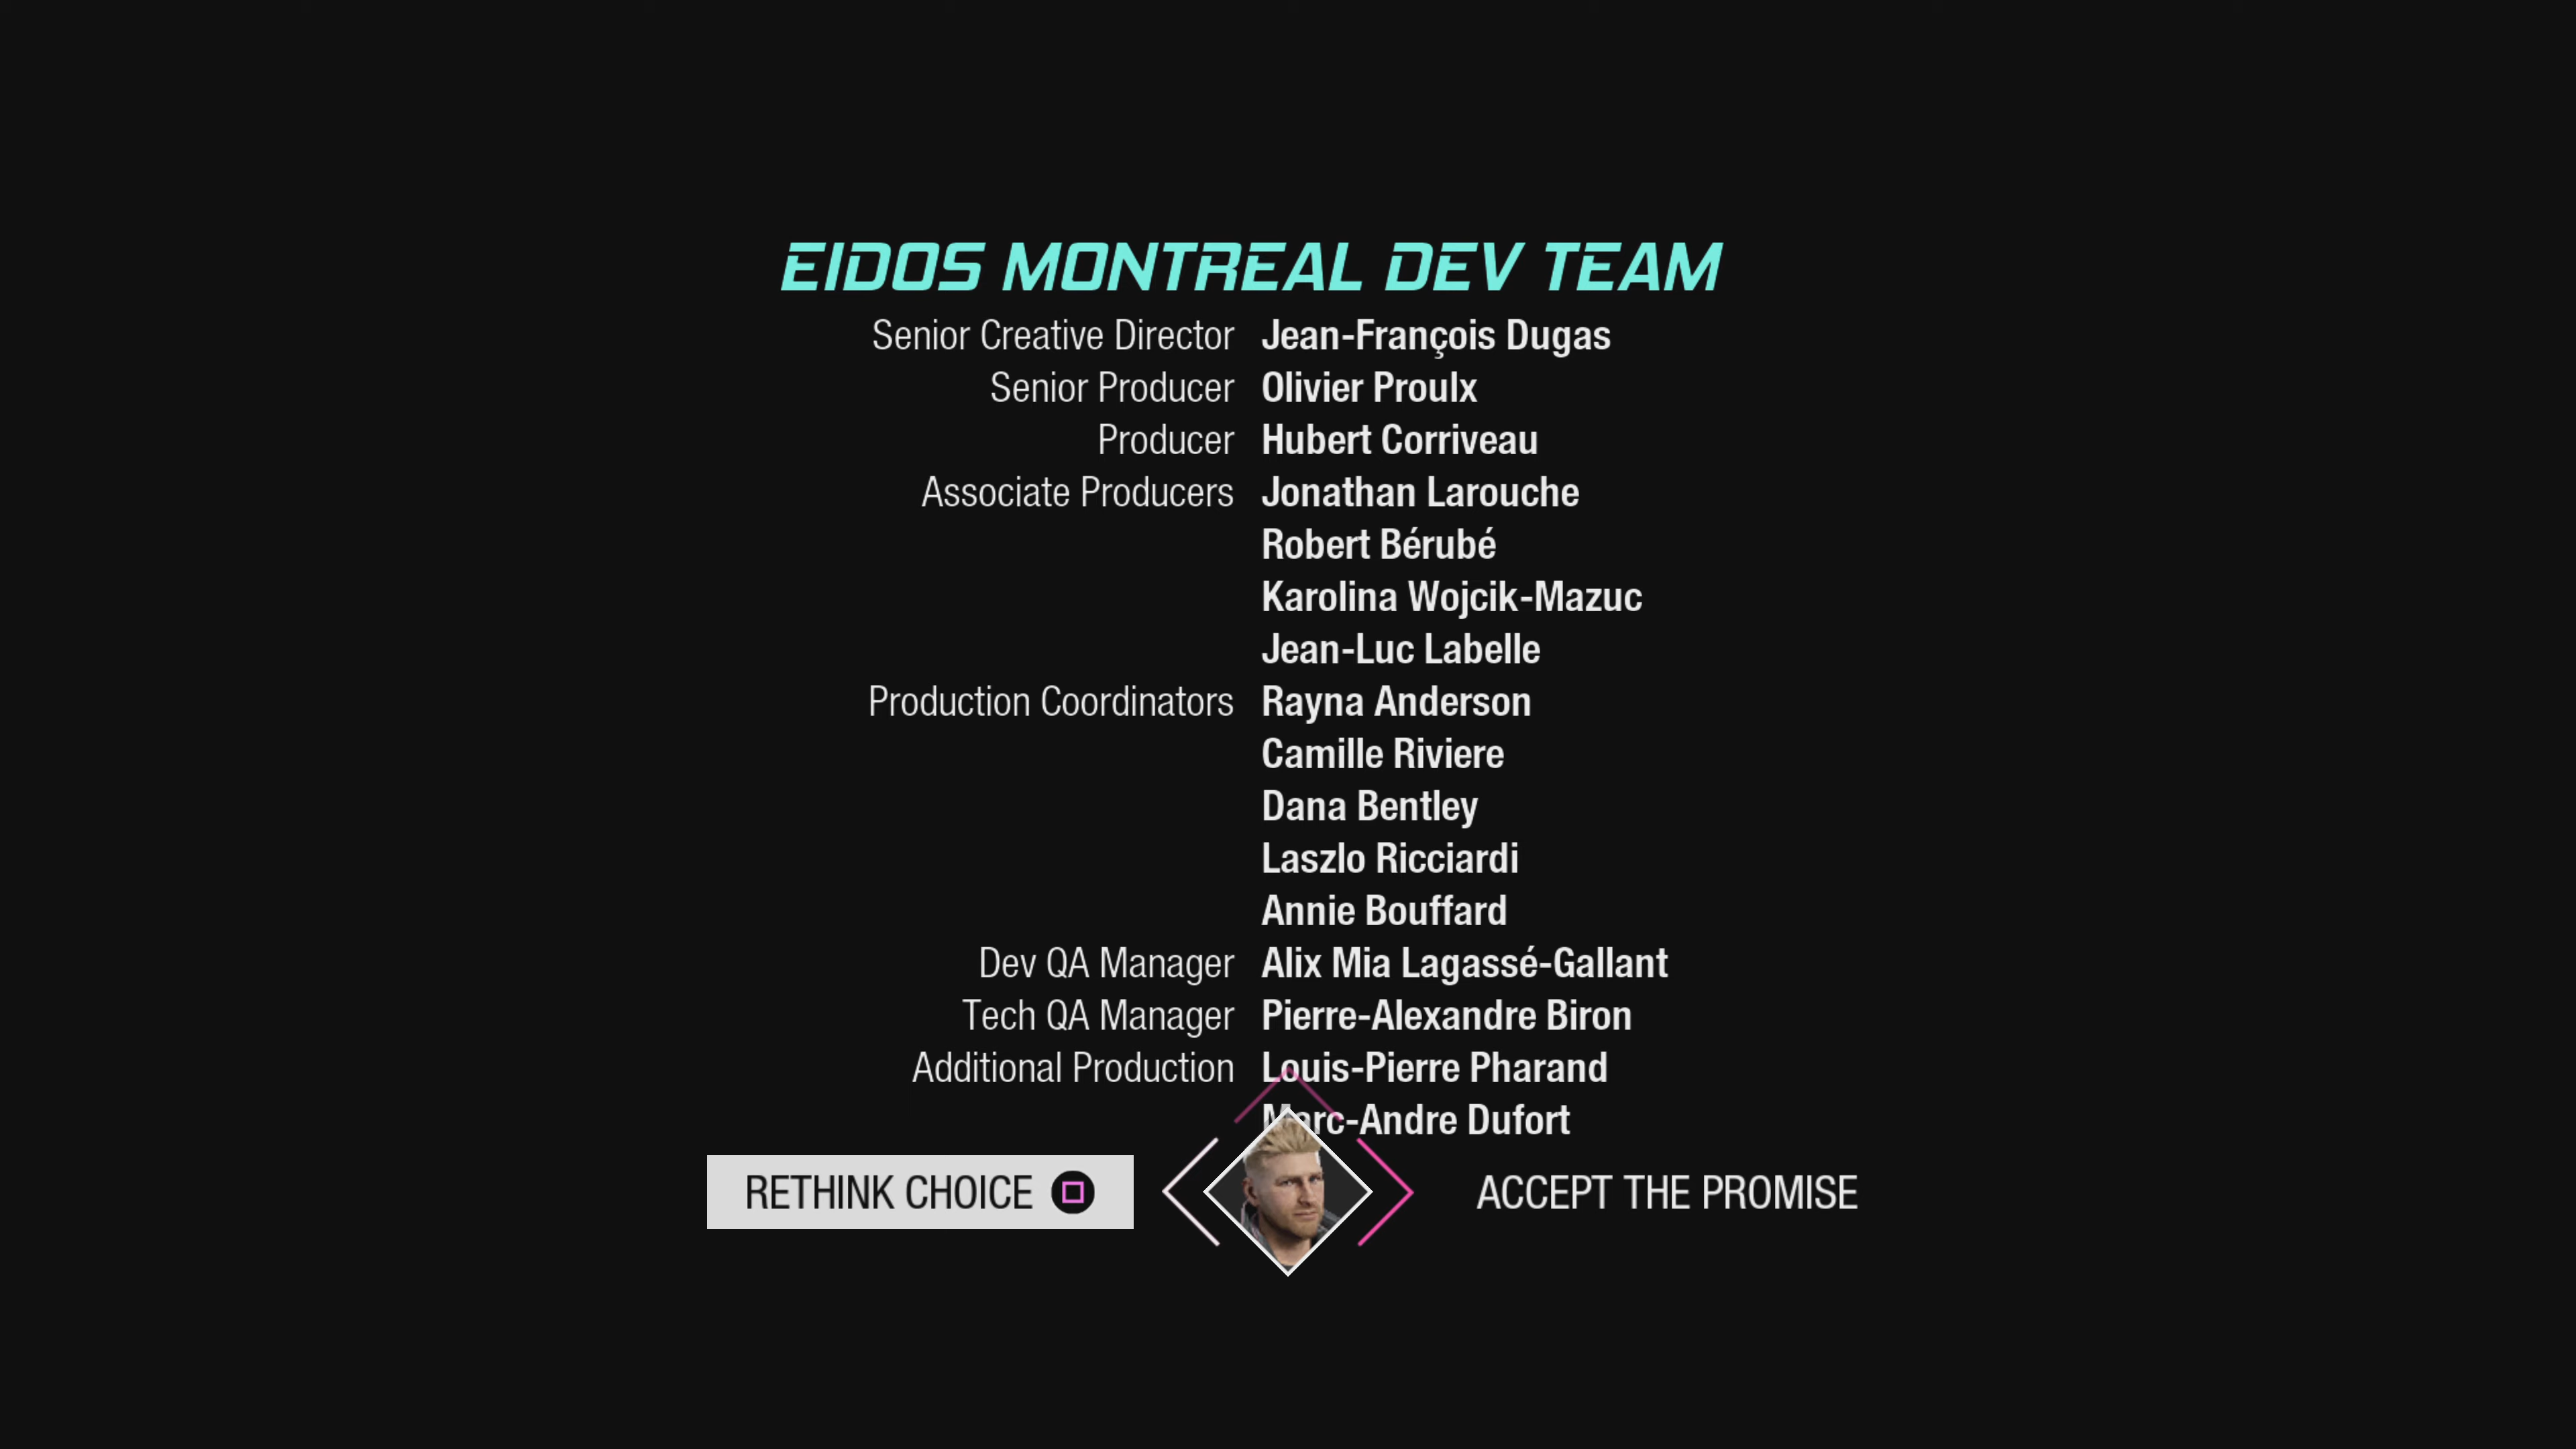 EIDOS MONTREAL DEV TEAM
Senior Creative Director Jean-François Dugas
Senior Producer Olivier Proulx
Producer Hubert Corriveau
Associate Producers Jonathan Larouche
Robert Bérubé
Karolina Wojcik-Mazuc
Jean-Luc Labelle
Production Coordinators Rayna Anderson
Camille Riviere
Dana Bentley
Laszlo Ricciardi
Annie Bouffard
Dev QA Manager Alix Mia Lagassé-Gallant
Tech QA Manager Pierre-Alexandre Biron
Additional Production Louis-Pierre Pharand
Marc-Andre Dufort
RETHINK CHOICE ACCEPT THE PROMISE